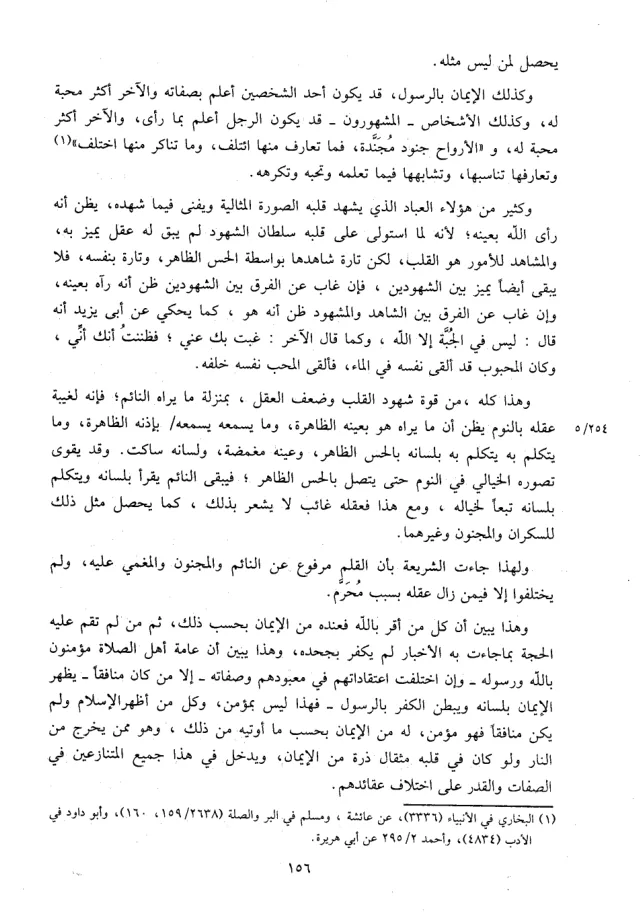 يحصل لمن ليس مثله.
وكذلك الإيمان بالرسول، قد يكون أحد الشخصين أعلم بصفاته والآخر أكثر محبة
له، وكذلك الأشخاص ـ المشهورون ـ قد يكون الرجل أعلم بما رأى، والآخر أكثر
محبة له، و «الأرواح جنود مُجَنَّدة، فما تعارف منها ائتلف، وما تناكر منها اختلف»(١)
وتعارفها تناسبها، وتشابهها فيما تعلمه وتحبه وتكرهه.
وكثير من هؤلاء العباد الذي يشهد قلبه الصورة المثالية ويفنى فيما شهده، يظن أنه
رأى الله بعينه؛ لأنه لما استولى على قلبه سلطان الشهود لم يبق له عقل يميز به،
والمشاهد للأمور هو القلب، لكن تارة شاهدها بواسطة الحس الظاهر، وتارة بنفسه، فلا
يبقى أيضاً يميز بين الشهودين ، فإن غاب عن الفرق بين الشهودين ظن أنه رآه بعينه،
وإن غاب عن الفرق بين الشاهد والمشهود ظن أنه هو ، كما يحكي عن أبى يزيد أنه
قال : ليس في الجُبَّة إلا الله ، وكما قال الآخر : غبت بك عني ؛ فظننتُ أنك أنِّي ،
وكان المحبوب قد ألقى نفسه في الماء، فألقى المحب نفسه خلفه.
وهذا كله ،من قوة شهود القلب وضعف العقل ، بمنزلة ما يراه النائم؛ فإنه لغيبة
عقله بالنوم يظن أن ما يراه هو بعينه الظاهرة، وما يسمعه يسمعه/ بإذنه الظاهرة، وما ٥/٢٥٤
يتكلم به يتكلم به بلسانه بالحس الظاهر، وعينه مغمضة، ولسانه ساكت. وقد يقوى
تصوره الخيالي في النوم حتى يتصل بالحس الظاهر ؛ فيبقى النائم يقرأ بلسانه ويتكلم
بلسانه تبعاً لخياله ، ومع هذا فعقله غائب لا يشعر بذلك ، كما يحصل مثل ذلك
للسكران والمجنون وغيرهما.
ولهذا جاءت الشريعة بأن القلم مرفوع عن النائم والمجنون والمغمي عليه، ولم
يختلفوا إلا فيمن زال عقله بسبب مُحَرَّم.
وهذا يبين أن كل من أقر بالله فعنده من الإيمان بحسب ذلك، ثم من لم تقم عليه
الحجة بماجاءت به الأخبار لم يكفر بجحده، وهذا يبين أن عامة أهل الصلاة مؤمنون
بالله ورسوله ـ وإن اختلفت اعتقاداتهم في معبودهم وصفاته ـ إلا من كان منافقاً ـ يظهر
الإيمان بلسانه ويبطن الكفر بالرسول ـ فهذا ليس بمؤمن، وكل من أظهرالإسلام ولم
يكن منافقاً فهو مؤمن، له من الإيمان بحسب ما أوتيه من ذلك ، وهو ممن يخرج من
النار ولو كان في قلبه مثقال ذرة من الإيمان، ويدخل في هذا جميع المتنازعين في
الصفات والقدر على اختلاف عقائدهم.
(١) البخاري في الأنبياء (٣٣٣٦)، عن عائشة ، ومسلم في البر والصلة (١٥٩/٢٦٣٨، ١٦٠)، وأبو داود في
الأدب (٤٨٣٤)، وأحمد ٢٩٥/٢ عن أبي هريرة.
١٥٦